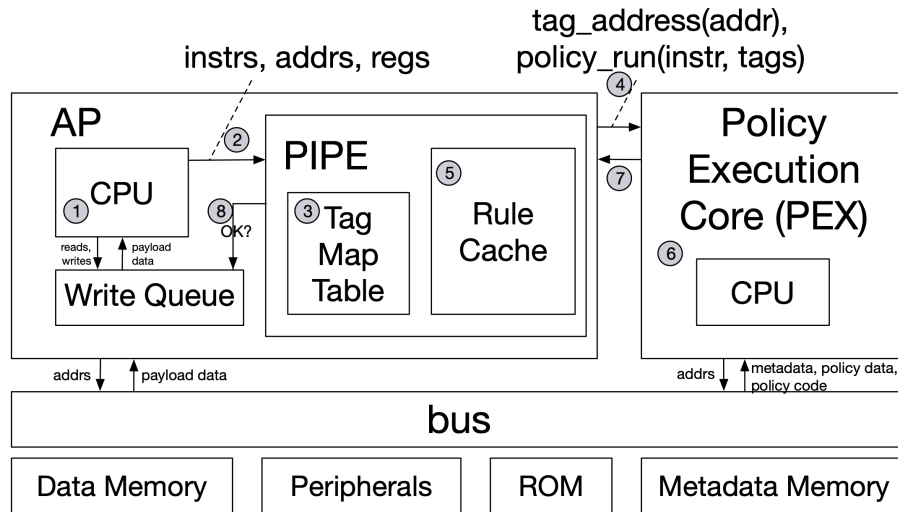 tag_address(addr),
instrs, addrs, regs
policy_run(instr, tags)
4
AP
2
PIPE
Policy
Execution
Core (PEX)
7
CPU
1
5
Rule
Cache
8
OK?
3
Tag
Map
Table
6
CPU
reads,
writes
payload
data
Write Queue
addrs
payload data
addrs
metadata, policy data,
policy code
bus
Data Memory
Peripherals
ROM
Metadata Memory